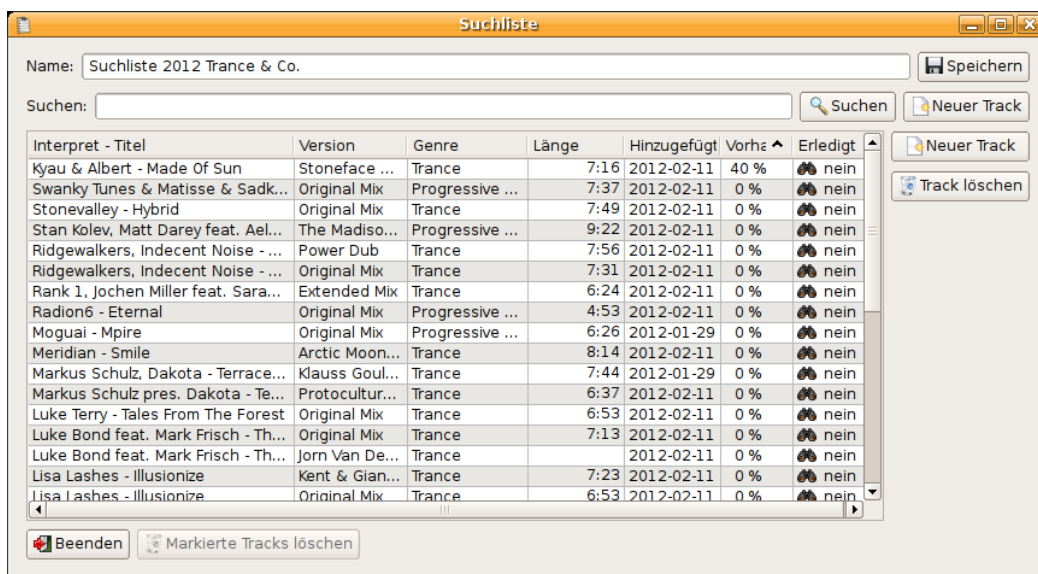 Suchliste
Name: Suchliste 2012 Trance & Co. Speichern
Suchen: Suchen Neuer Track
Interpret - Titel Version Genre Länge Hinzugefügt Vorha Erledigt Neuer Track
Kyau & Albert - Made Of Sun Stoneface ... Trance 7:16 2012-02-11 40 % nein
Swanky Tunes & Matisse & Sadk... Original Mix Progressive ... 7:37 2012-02-11 0 % nein Track löschen
Stonevalley - Hybrid Original Mix Trance 7:49 2012-02-11 0 % nein
Stan Kolev, Matt Darey feat. Ael... The Madiso... Progressive ... 9:22 2012-02-11 0 % nein
Ridgewalkers, Indecent Noise - ... Power Dub Trance 7:56 2012-02-11 0 % nein
Ridgewalkers, Indecent Noise - ... Original Mix Trance 7:31 2012-02-11 0 % nein
Rank 1, Jochen Miller feat. Sara... Extended Mix Trance 6:24 2012-02-11 0 % nein
Radion6 - Eternal Original Mix Progressive ... 4:53 2012-02-11 0 % nein
Moguai - Mpire Original Mix Progressive ... 6:26 2012-01-29 0 % nein
Meridian - Smile Arctic Moon... Trance 8:14 2012-02-11 0 % nein
Markus Schulz, Dakota - Terrace... Klauss Goul... Trance 7:44 2012-01-29 0 % nein
Markus Schulz pres. Dakota - Te... Protocultur... Trance 6:37 2012-02-11 0 % nein
Luke Terry - Tales From The Forest Original Mix Trance 6:53 2012-02-11 0 % nein
Luke Bond feat. Mark Frisch - Th... Original Mix Trance 7:13 2012-02-11 0 % nein
Luke Bond feat. Mark Frisch - Th... Jorn Van De... Trance 2012-02-11 0 % nein
Lisa Lashes - Illusionize Kent & Gian... Trance 7:23 2012-02-11 0 % nein
Lisa Lashes - Illusionize Original Mix Trance 6:53 2012-02-11 0 % nein
Beenden Markierte Tracks löschen